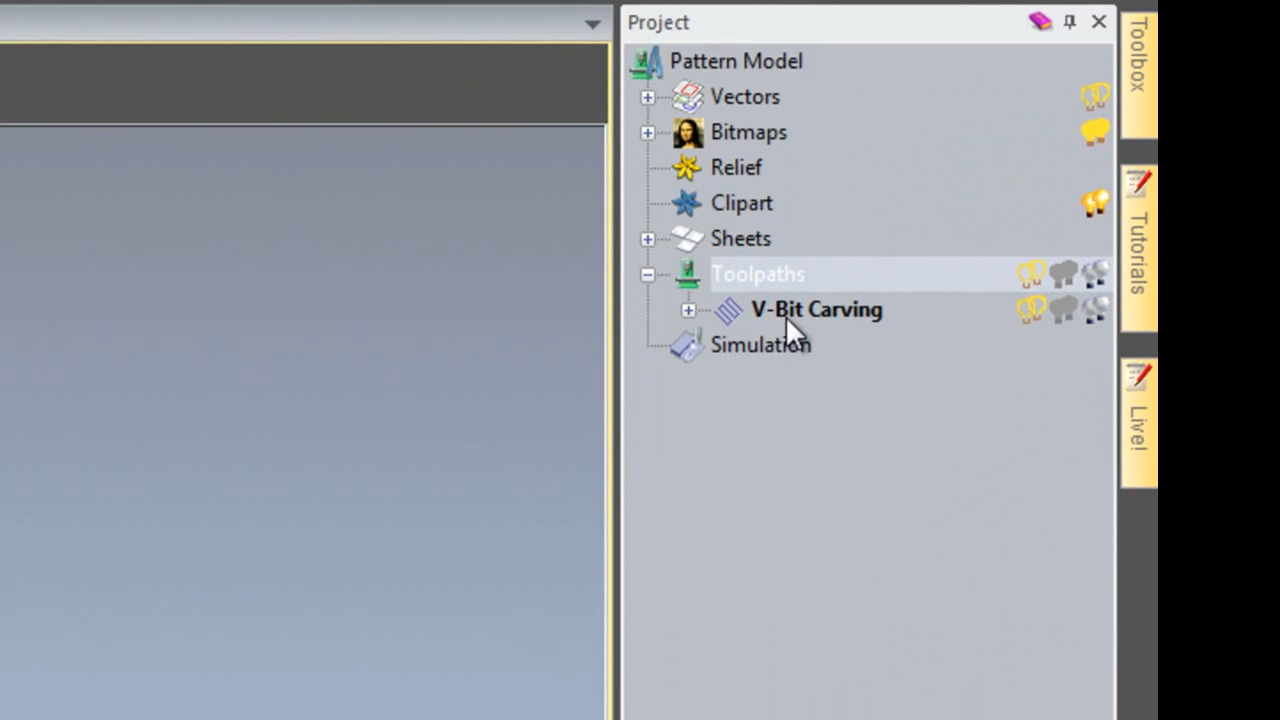 Project
Pattern Model
Vectors
Bitmaps
Relief
Clipart
Sheets
Toolpaths
V-Bit Carving
Simulation
Toolbox
Tutorials
Live!